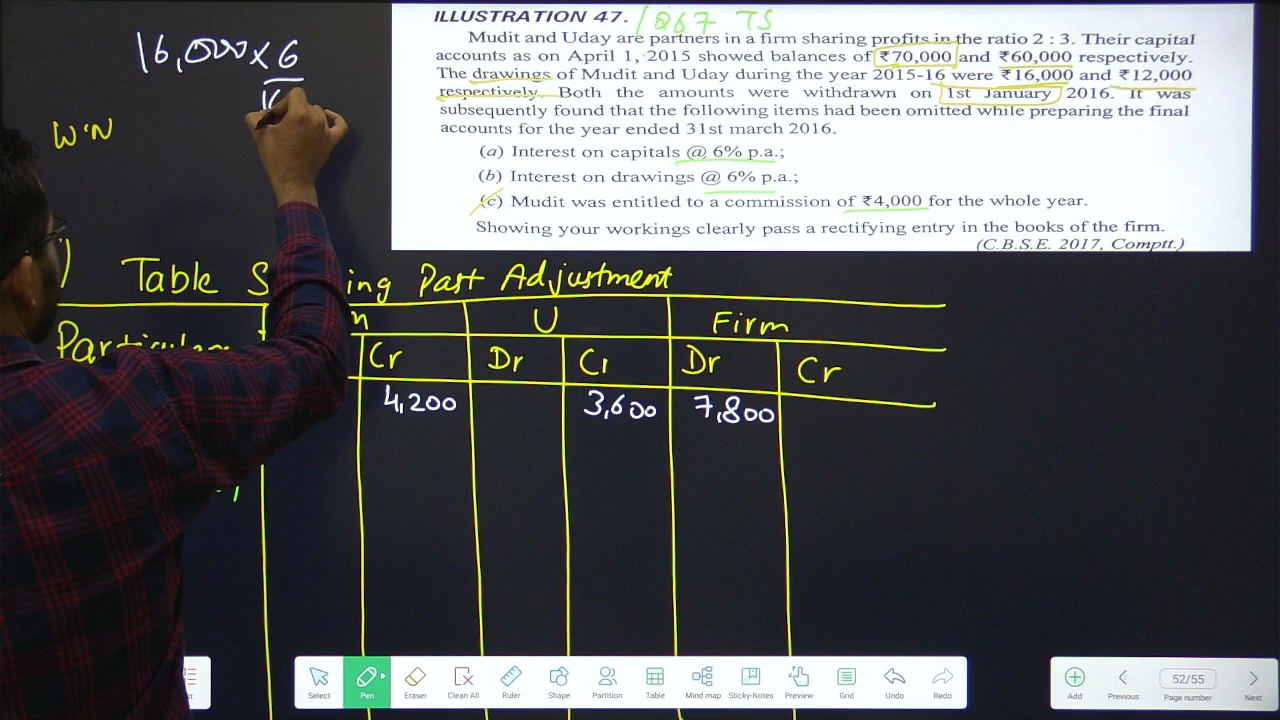 ILLUSTRATION 47. / Q67 TS
Mudit and Uday are partners in a firm sharing profits in the ratio 2 : 3. Their capital
accounts as on April 1, 2015 showed balances of ₹70,000 and ₹60,000 respectively.
The drawings of Mudit and Uday during the year 2015-16 were ₹16,000 and ₹12,000
respectively. Both the amounts were withdrawn on 1st January 2016. It was
subsequently found that the following items had been omitted while preparing the final
accounts for the year ended 31st march 2016.
(a) Interest on capitals @ 6% p.a.;
(b) Interest on drawings @ 6% p.a.;
(c) Mudit was entitled to a commission of ₹4,000 for the whole year.
Showing your workings clearly pass a rectifying entry in the books of the firm.
(C.B.S.E. 2017, Comptt.)
16,000 x 6
W'N
Table S ing Past Adjustment
U Firm
Cr Dr Cr Dr Cr
4,200 3,600 7,800
Select Pen Eraser Clean All Ruler Shape Partition Table Mind map Sticky-Notes Preview Grid Undo Redo
Add Previous 52/55 Page number Next